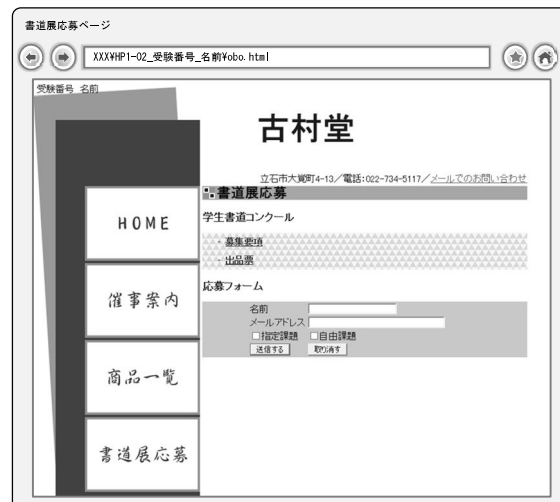 書道展応募ページ
XXX¥HP1-02_受験番号_名前¥obo.html
受験番号 名前
古村堂
立石市大覚町4-13／電話:022-734-5117／メールでのお問い合わせ
書道展応募
HOME
学生書道コンクール
・募集要項
・出品票
催事案内
応募フォーム
名前
メールアドレス
指定課題 自由課題
送信する 取り消す
商品一覧
書道展応募